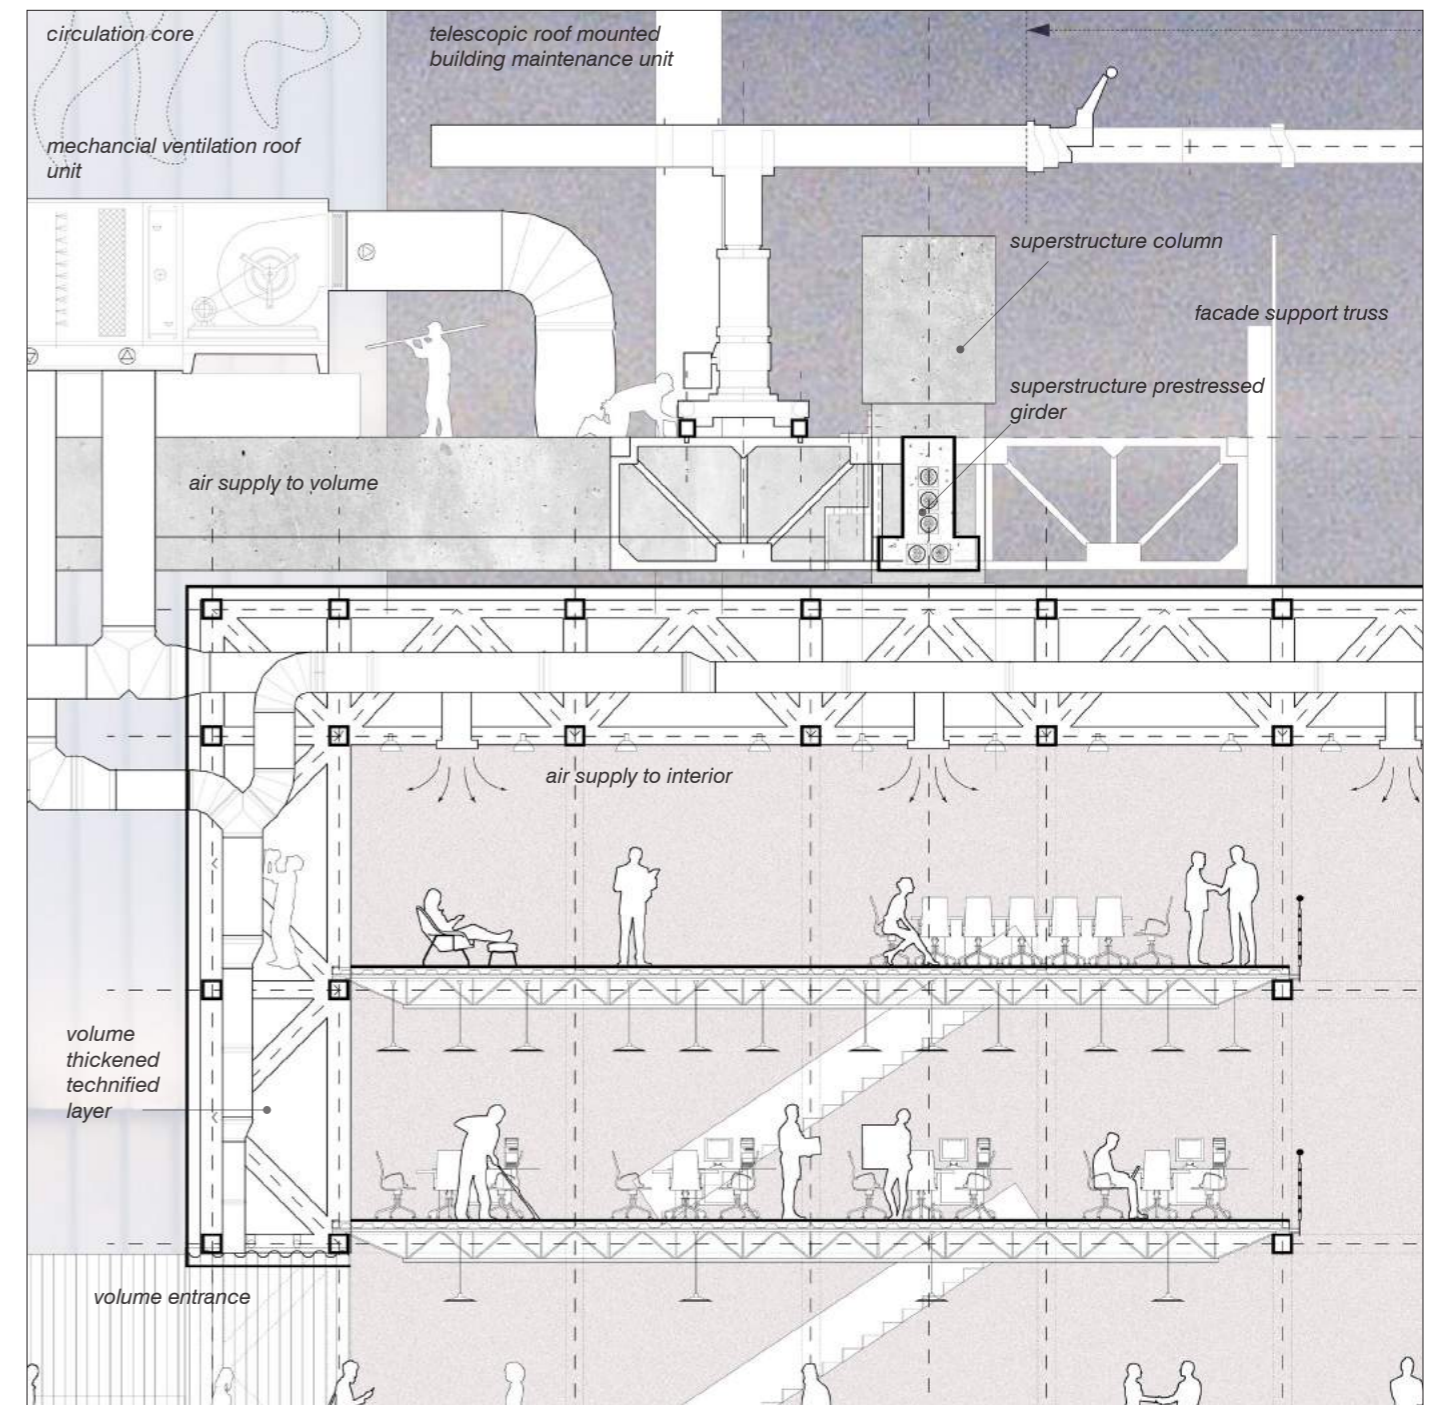 circulation core
telescopic roof mounted
building maintenance unit
mechancial ventilation roof
unit
superstructure column
facade support truss
superstructure prestressed
girder
air supply to volume
air supply to interior
volume
thickened
technified
layer
volume entrance